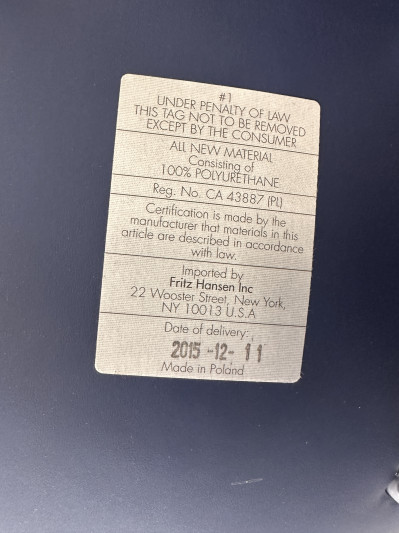 #1
UNDER PENALTY OF LAW
THIS TAG NOT TO BE REMOVED
EXCEPT BY THE CONSUMER
ALL NEW MATERIAL
Consisting of
100% POLYURETHANE
Reg. No. CA 43887 (PL)
Certification is made by the
manufacturer that materials in this
article are described in accordance
with law.
Imported by
Fritz Hansen Inc
22 Wooster Street, New York,
NY 10013 U.S.A
Date of delivery:
2015 -12- 11
Made in Poland